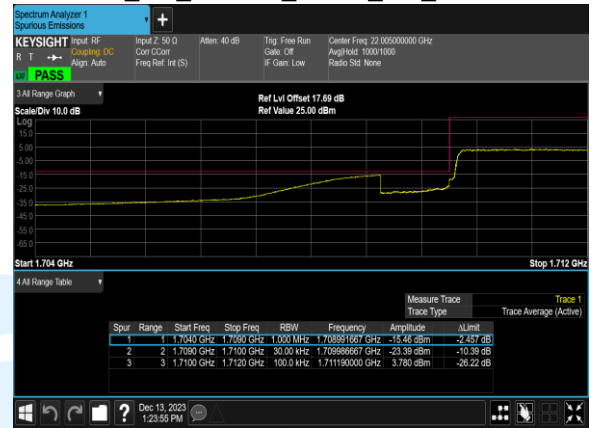 Spectrum Analyzer 1
Spurious Emissions
KEYSIGHT Input: RF
Coupling: DC
Align: Auto
Input Z: 50 Ω
Corr CCorr
Freq Ref: Int (S)
Atten: 40 dB
Trig: Free Run
Gate: Off
IF Gain: Low
Center Freq: 22.005000000 GHz
Avg|Hold: 1000/1000
Radio Std: None
R T
LVI PASS
3 All Range Graph
Scale/Div 10.0 dB
Ref Lvl Offset 17.69 dB
Ref Value 25.00 dBm
Log
15.0
5.00
-5.00
-15.0
-25.0
-35.0
-45.0
-55.0
-65.0
Start 1.704 GHz
Stop 1.712 GHz
4 All Range Table
Measure Trace Trace 1
Trace Type Trace Average (Active)
Spur Range Start Freq Stop Freq RBW Frequency Amplitude ΔLimit
1 1 1.7040 GHz 1.7090 GHz 1.000 MHz 1.708991667 GHz -15.46 dBm -2.457 dB
2 2 1.7090 GHz 1.7100 GHz 30.00 kHz 1.709986667 GHz -23.39 dBm -10.39 dB
3 3 1.7100 GHz 1.7120 GHz 100.0 kHz 1.711190000 GHz 3.780 dBm -26.22 dB
Dec 13, 2023
1:23:55 PM